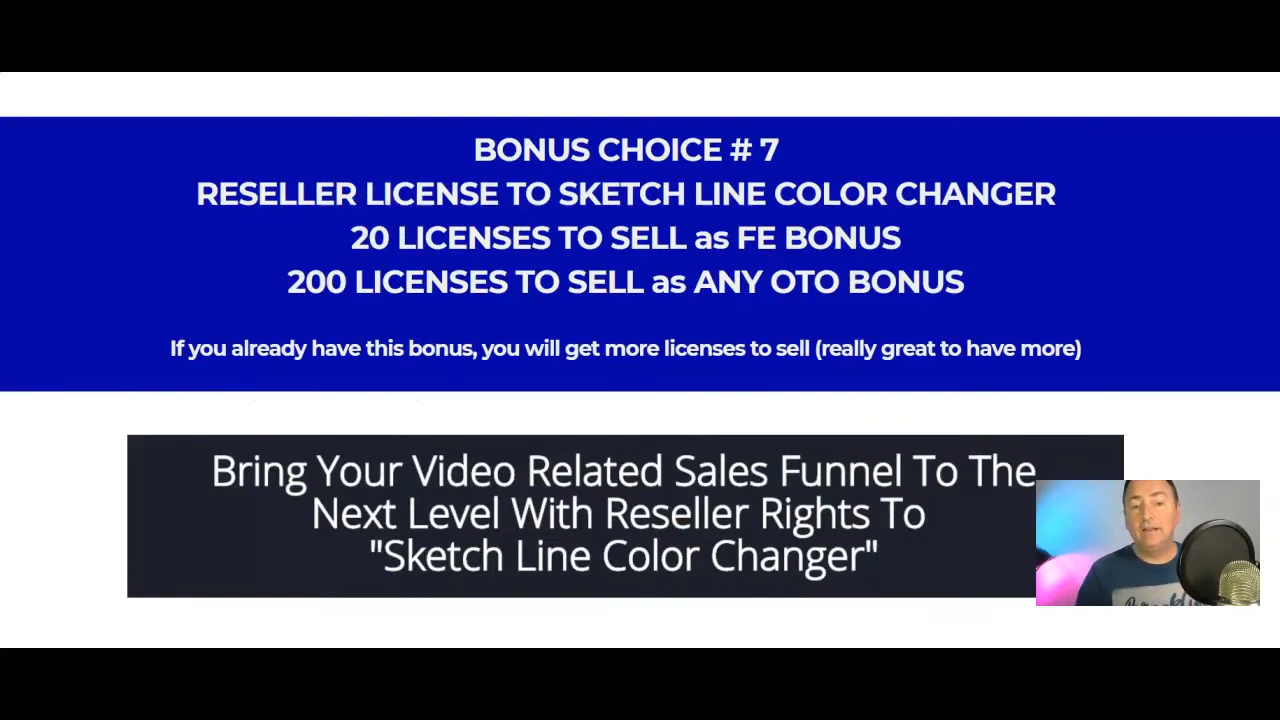 BONUS CHOICE # 7
RESELLER LICENSE TO SKETCH LINE COLOR CHANGER
20 LICENSES TO SELL as FE BONUS
200 LICENSES TO SELL as ANY OTO BONUS
If you already have this bonus, you will get more licenses to sell (really great to have more)
Bring Your Video Related Sales Funnel To The
Next Level With Reseller Rights To
"Sketch Line Color Changer"